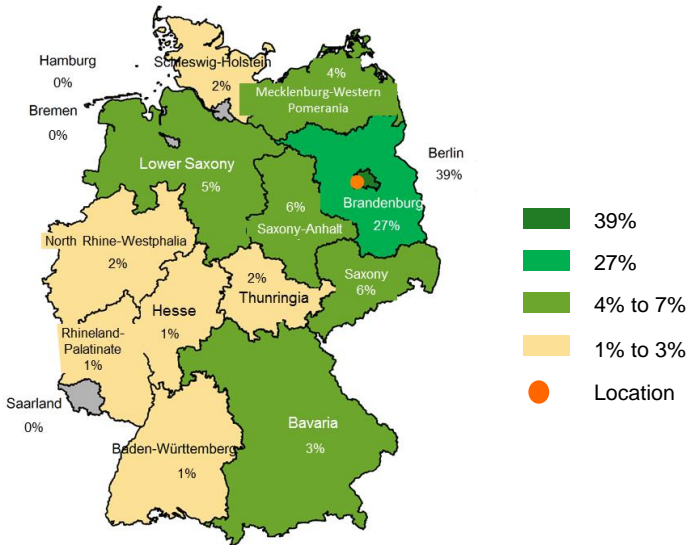 Hamburg
0%
Bremen
0%
Schleswig-Holstein
2%
4%
Mecklenburg-Western
Pomerania
Berlin
39%
Lower Saxony
5%
Brandenburg
27%
6%
Saxony-Anhalt
North Rhine-Westphalia
2%
Hesse
1%
2%
Thunringia
Saxony
6%
Rhineland-
Palatinate
1%
Saarland
0%
Bavaria
3%
Baden-Württemberg
1%
39%
27%
4% to 7%
1% to 3%
Location